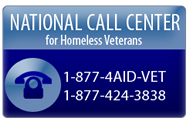 NATIONAL CALL CENTER
for Homeless Veterans
1-877-4AID-VET
1-877-424-3838